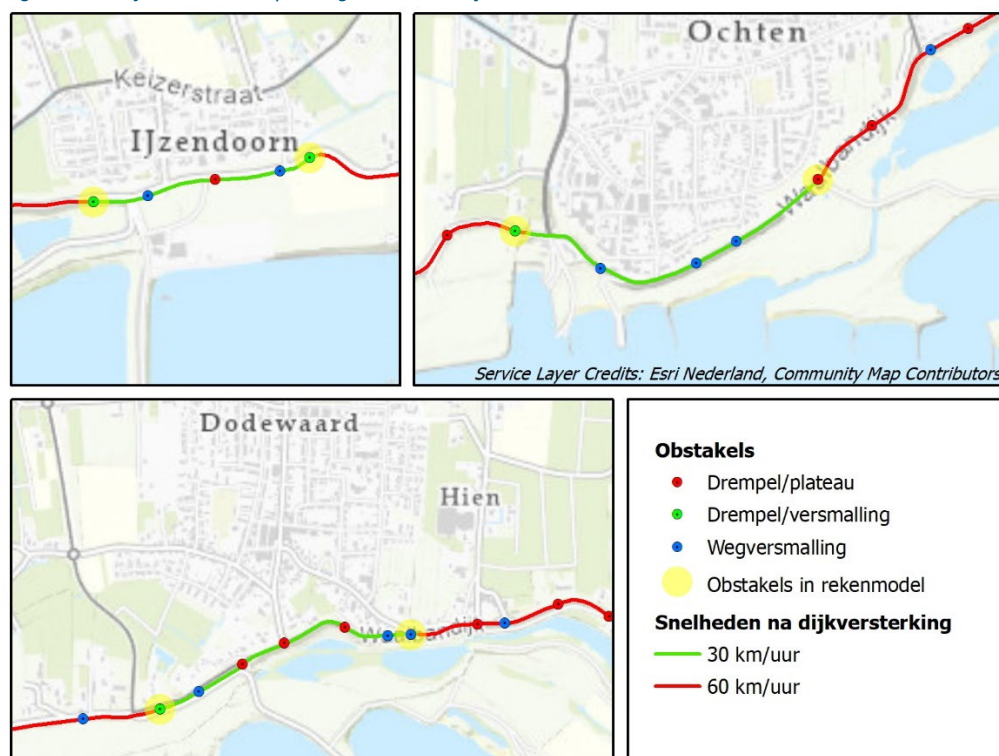 Keizerstraat
IJzendoorn
Ochten
Waalbandijk
Service Layer Credits: Esri Nederland, Community Map Contributors
Dodewaard
Hien
Obstakels
Drempel/plateau
Drempel/versmalling
Wegversmalling
Obstakels in rekenmodel
Snelheden na dijkversterking
30 km/uur
60 km/uur